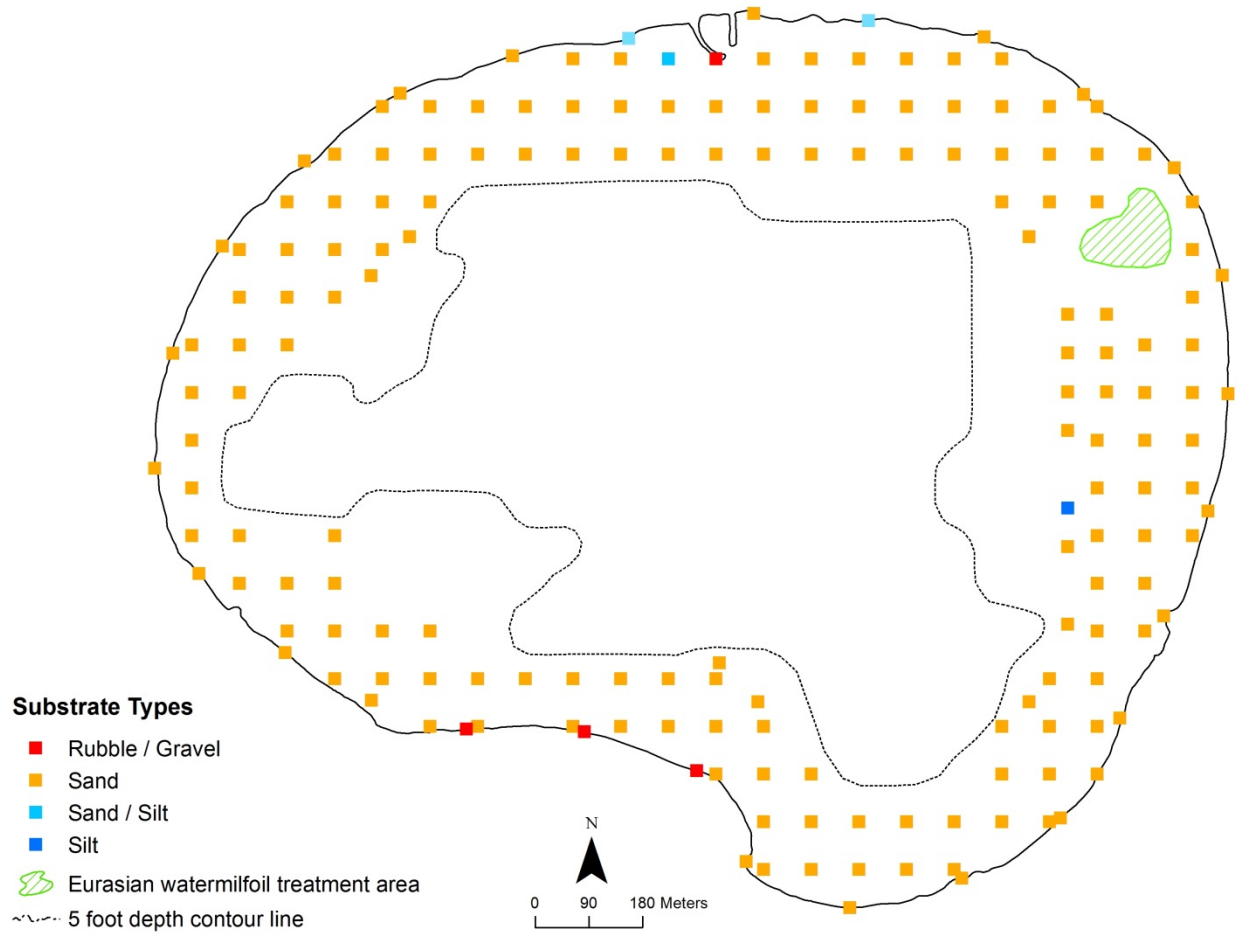 Substrate Types
Rubble / Gravel
Sand
Sand / Silt
Silt
Eurasian watermilfoil treatment area
5 foot depth contour line
N
0 90 180 Meters